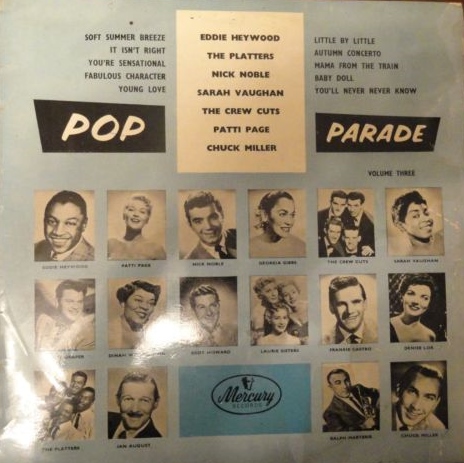 SOFT SUMMER BREEZE
IT ISN'T RIGHT
YOU'RE SENSATIONAL
FABULOUS CHARACTER
YOUNG LOVE
EDDIE HEYWOOD
THE PLATTERS
NICK NOBLE
SARAH VAUGHAN
THE CREW CUTS
PATTI PAGE
CHUCK MILLER
LITTLE BY LITTLE
AUTUMN CONCERTO
MAMA FROM THE TRAIN
BABY DOLL
YOU'LL NEVER NEVER KNOW
POP
PARADE
VOLUME THREE
EDDIE HEYWOOD
PATTI PAGE
NICK NOBLE
GEORGIA GIBBS
THE CREW CUTS
SARAH VAUGHAN
LAURIE SISTERS
FRANKIE CASTRO
DENISE LOR
Mercury
RECORDS
THE PLATTERS
JAN AUGUST
RALPH MARTERIE
CHUCK MILLER